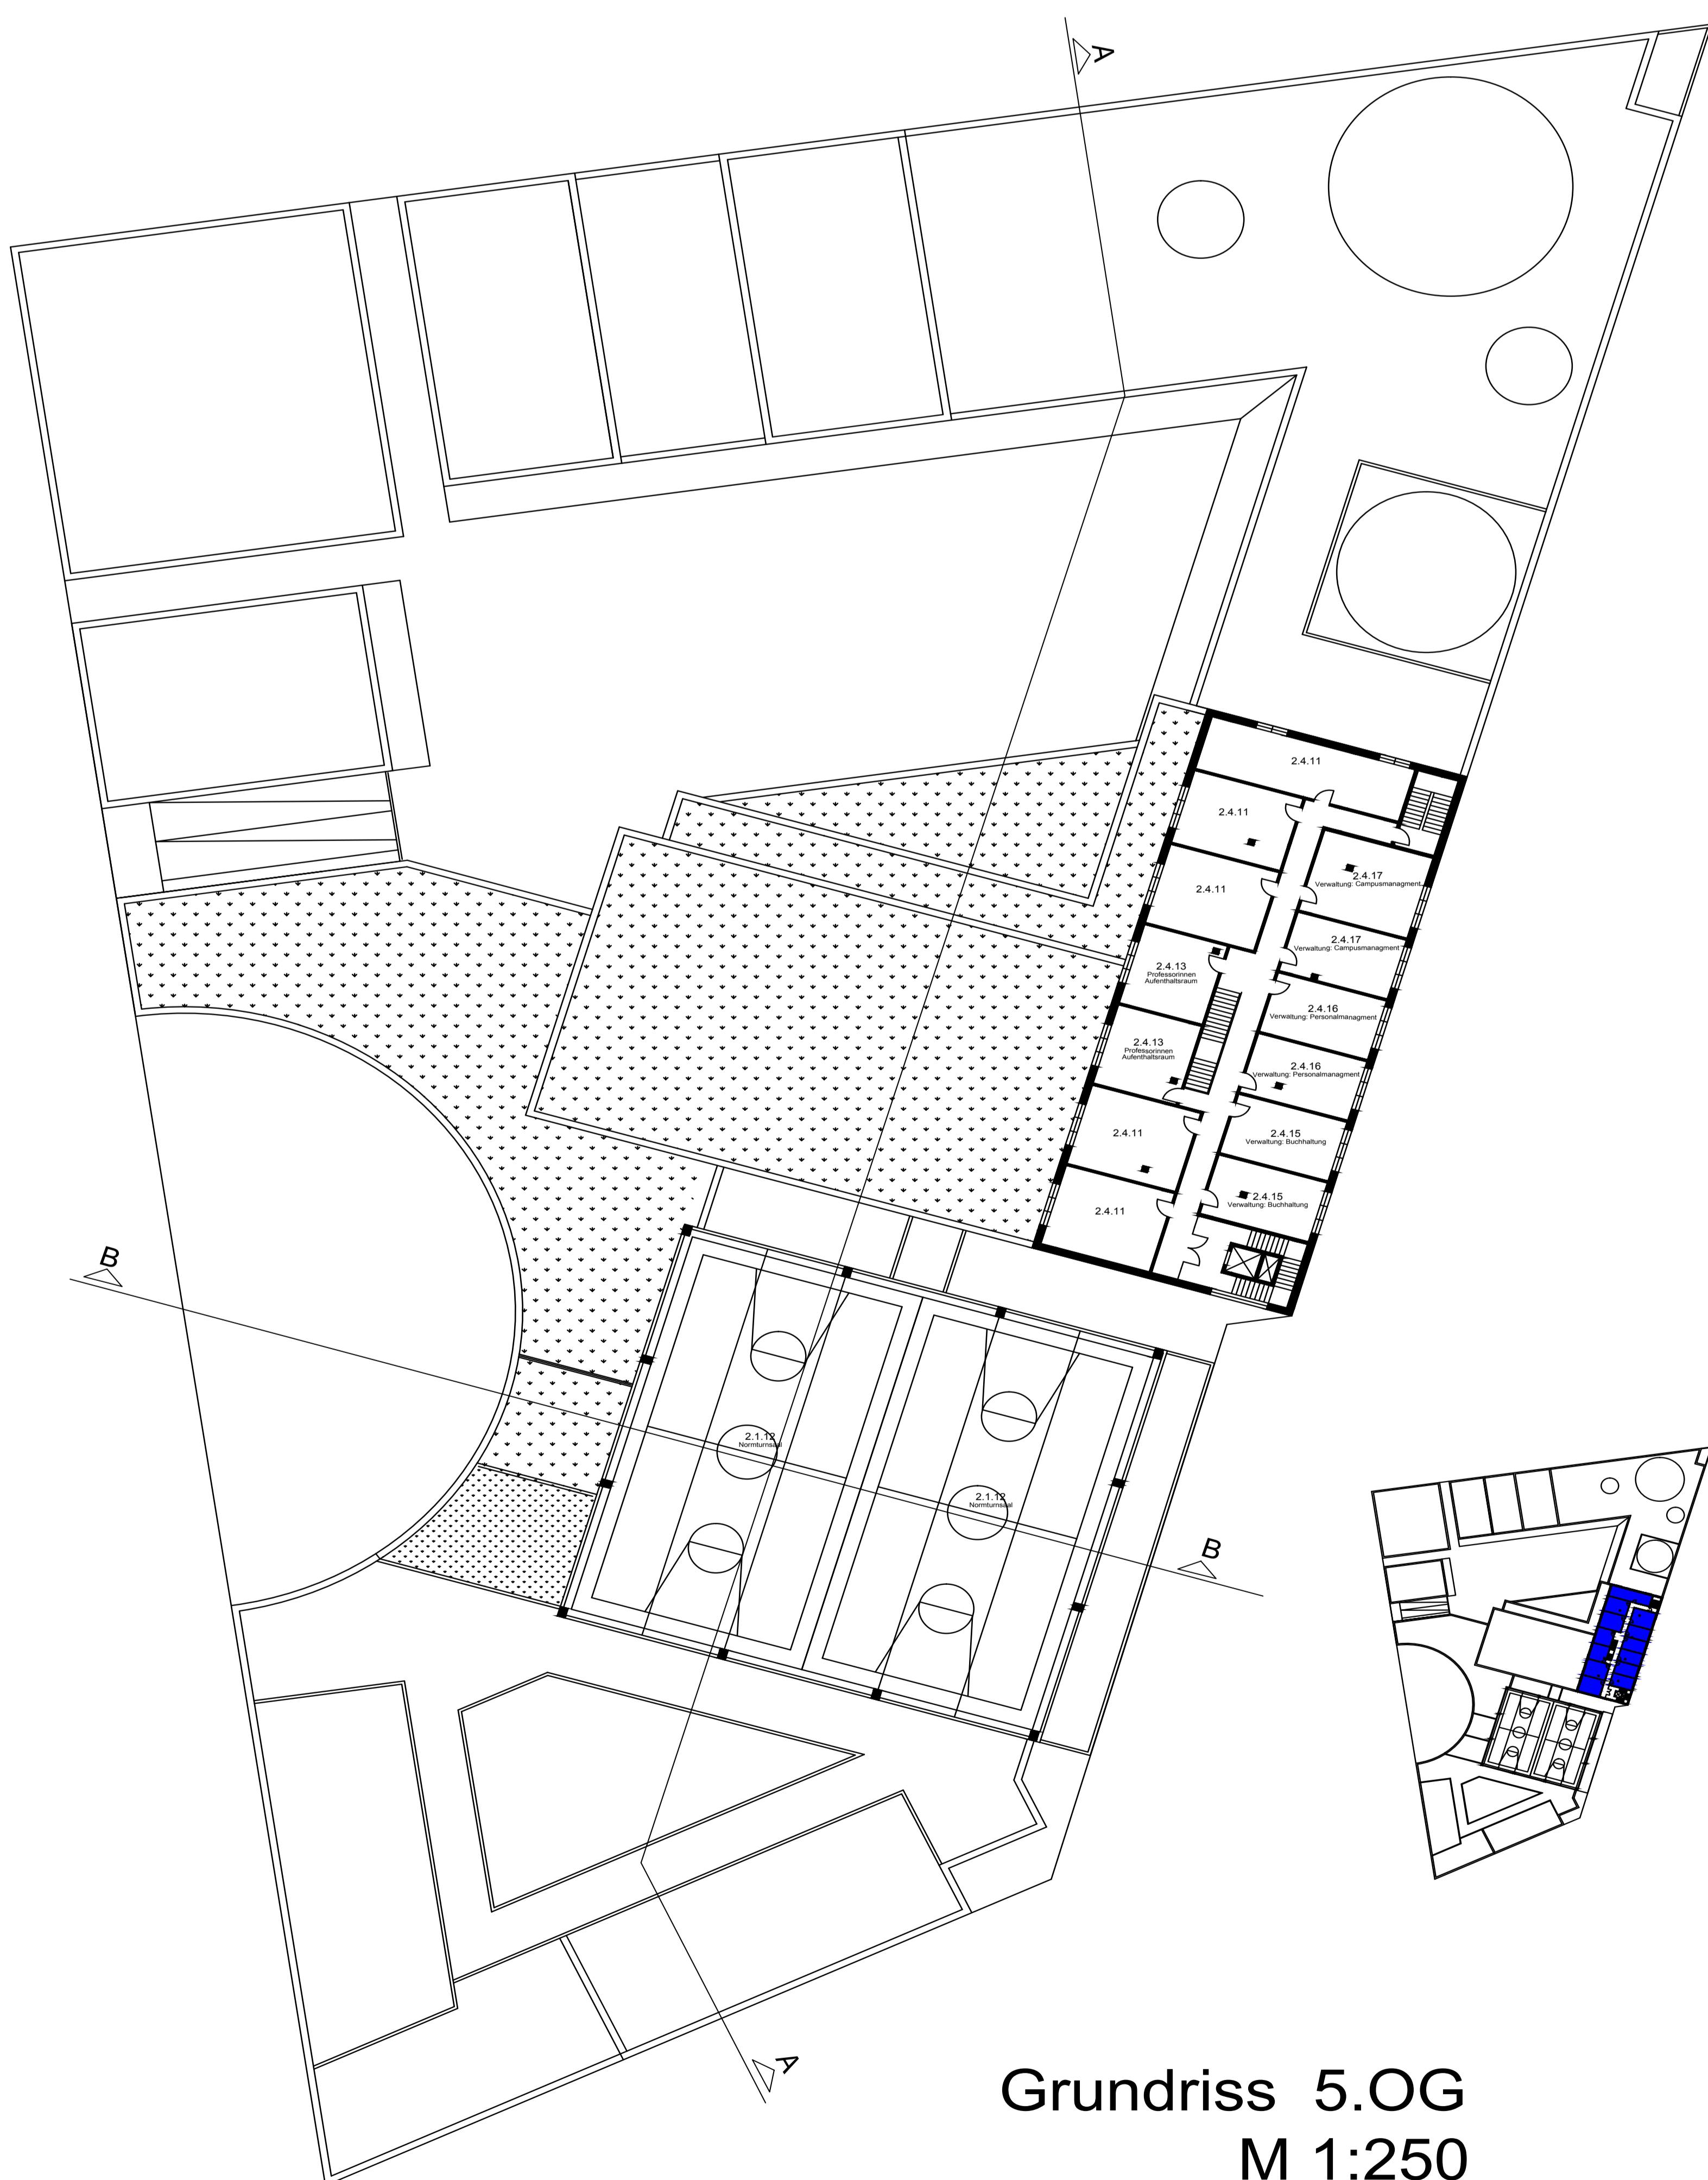 A
2.4.11
2.4.11
2.4.17
Verwaltung: Campusmanagment
2.4.11
2.4.17
Verwaltung: Campusmanagment
2.4.13
Professorinnen
Aufenthaltsraum
2.4.16
Verwaltung: Personalmanagment
2.4.13
Professorinnen
Aufenthaltsraum
2.4.16
Verwaltung: Personalmanagment
2.4.11
2.4.15
Verwaltung: Buchhaltung
2.4.15
Verwaltung: Buchhaltung
2.4.11
B
2.1.12
Normturnsaal
2.1.12
Normturnsaal
B
A
Grundriss 5.OG
M 1:250